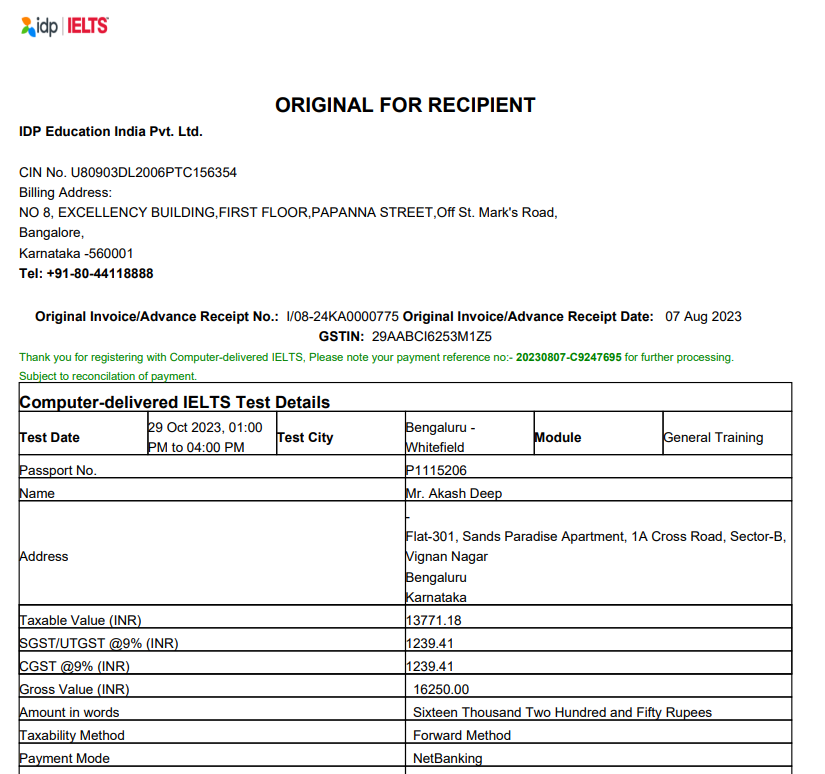 idp IELTS
ORIGINAL FOR RECIPIENT
IDP Education India Pvt. Ltd.
CIN No. U80903DL2006PTC156354
Billing Address:
NO 8, EXCELLENCY BUILDING,FIRST FLOOR,PAPANNA STREET,Off St. Mark's Road,
Bangalore,
Karnataka -560001
Tel: +91-80-44118888
Original Invoice/Advance Receipt No.: I/08-24KA0000775 Original Invoice/Advance Receipt Date: 07 Aug 2023
GSTIN: 29AABCI6253M1Z5
Thank you for registering with Computer-delivered IELTS, Please note your payment reference no:- 20230807-C9247695 for further processing.
Subject to reconciliation of payment.
Computer-delivered IELTS Test Details
Test Date
29 Oct 2023, 01:00
PM to 04:00 PM
Test City
Bengaluru -
Whitefield
Module
General Training
Passport No. P1115206
Name Mr. Akash Deep
Address
-
Flat-301, Sands Paradise Apartment, 1A Cross Road, Sector-B,
Vignan Nagar
Bengaluru
Karnataka
Taxable Value (INR) 13771.18
SGST/UTGST @9% (INR) 1239.41
CGST @9% (INR) 1239.41
Gross Value (INR) 16250.00
Amount in words Sixteen Thousand Two Hundred and Fifty Rupees
Taxability Method Forward Method
Payment Mode NetBanking